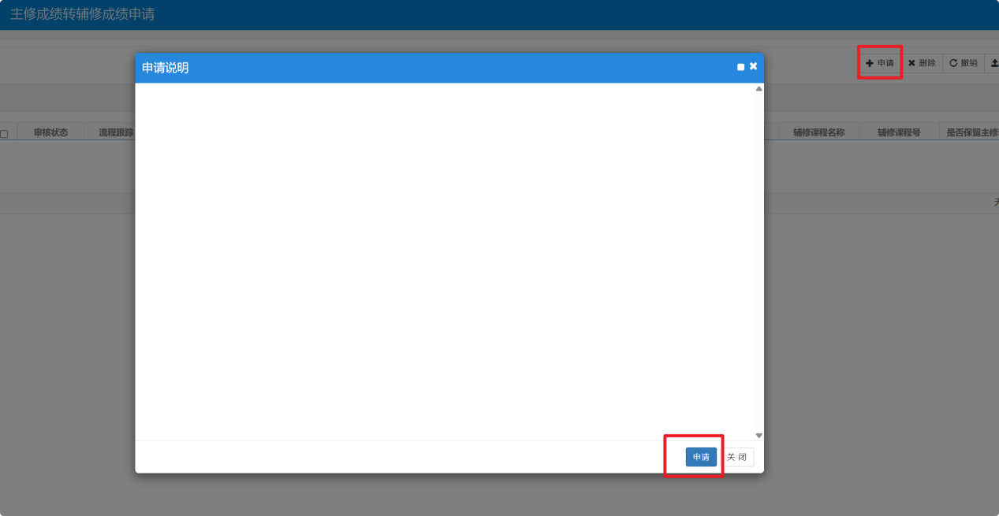 主修成绩转辅修成绩申请
申请 删除 撤销
申请说明
审核状态 流程跟踪 辅修课程名称 辅修课程号 是否保留主修
申请 关 闭